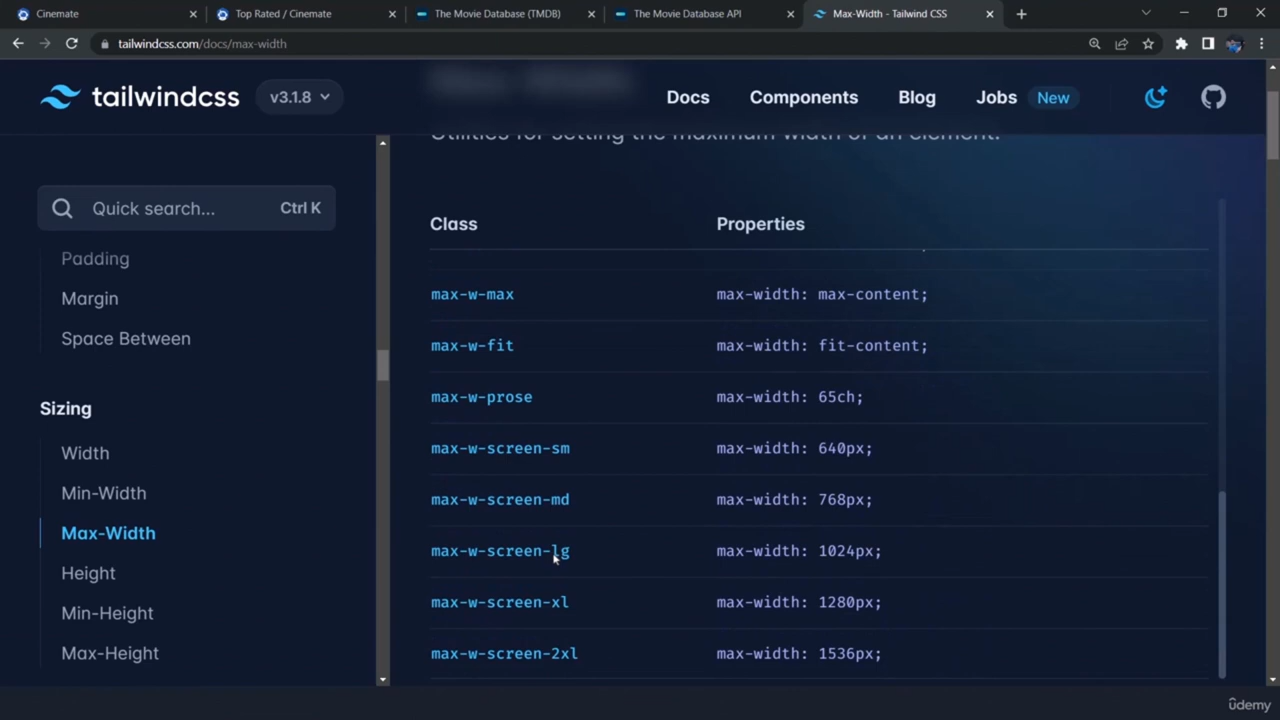 Cinemate
Top Rated / Cinemate
The Movie Database (TMDB)
The Movie Database API
Max-Width - Tailwind CSS
tailwindcss.com/docs/max-width
tailwindcss
v3.1.8
Docs
Components
Blog
Jobs
New
Utilities for setting the maximum width of an element.
Quick search...
Ctrl K
Padding
Margin
Space Between
Sizing
Width
Min-Width
Max-Width
Height
Min-Height
Max-Height
Class Properties
max-w-max max-width: max-content;
max-w-fit max-width: fit-content;
max-w-prose max-width: 65ch;
max-w-screen-sm max-width: 640px;
max-w-screen-md max-width: 768px;
max-w-screen-lg max-width: 1024px;
max-w-screen-xl max-width: 1280px;
max-w-screen-2xl max-width: 1536px;
ûdemy